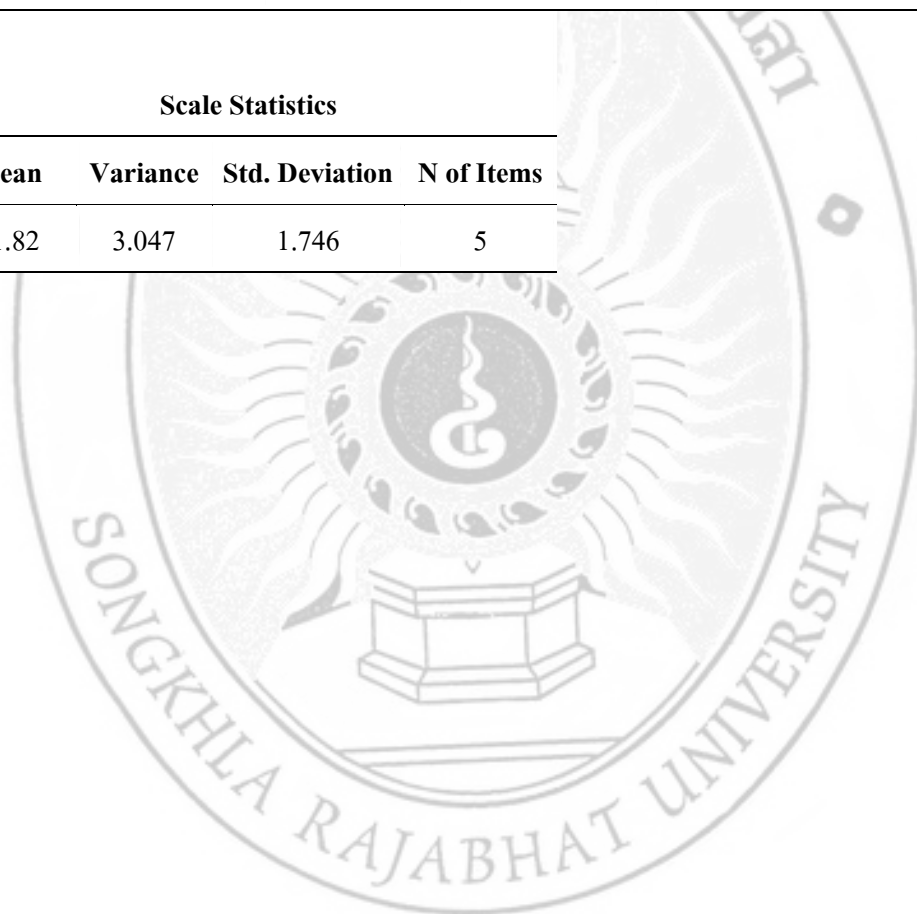 Scale Statistics
ean Variance Std. Deviation N of Items
.82 3.047 1.746 5
SONGKHLA RAJABHAT UNIVERSITY